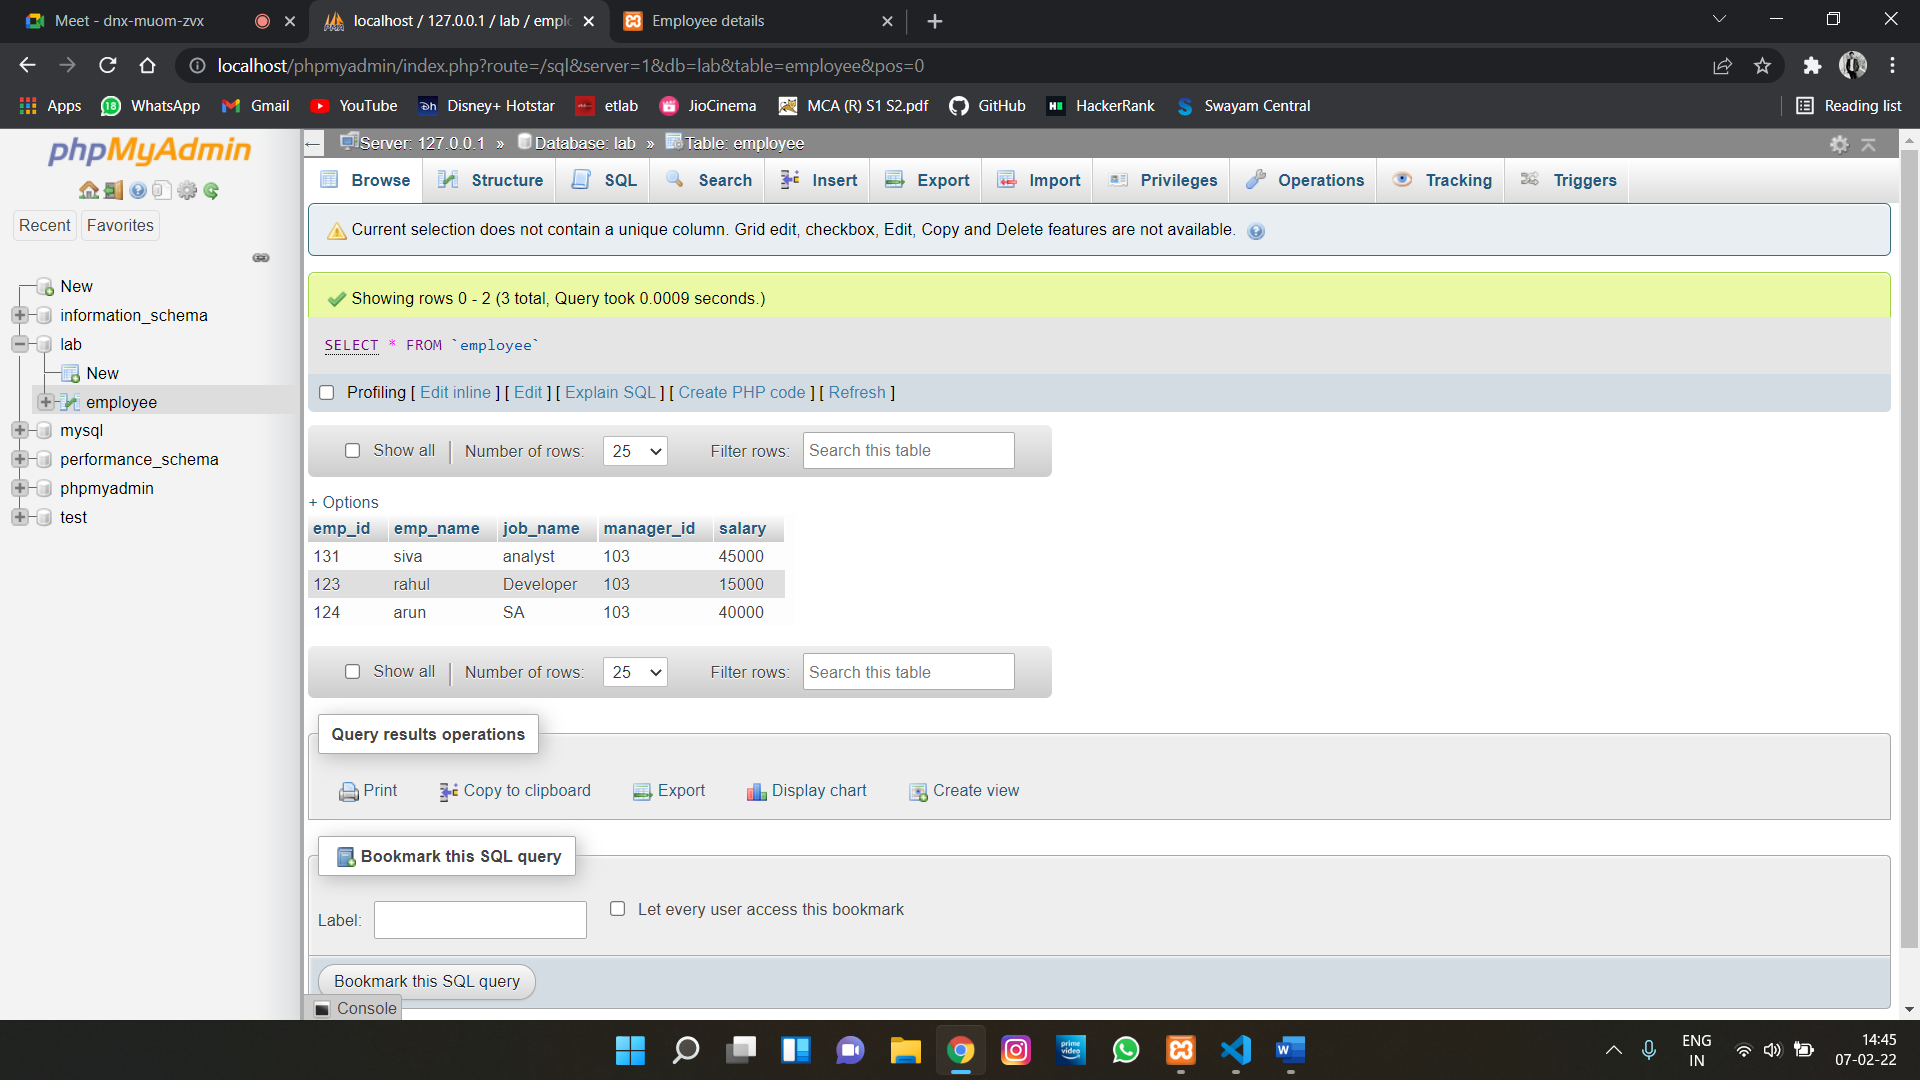 Meet - dnx-muom-zvx
localhost / 127.0.0.1 / lab / empl
Employee details
localhost/phpmyadmin/index.php?route=/sql&server=1&db=lab&table=employee&pos=0
Apps
WhatsApp
Gmail
YouTube
Disney+ Hotstar
etlab
JioCinema
MCA (R) S1 S2.pdf
GitHub
HackerRank
Swayam Central
Reading list
phpMyAdmin
Recent
Favorites
New
information_schema
lab
New
employee
mysql
performance_schema
phpmyadmin
test
Server: 127.0.0.1 » Database: lab » Table: employee
Browse
Structure
SQL
Search
Insert
Export
Import
Privileges
Operations
Tracking
Triggers
Current selection does not contain a unique column. Grid edit, checkbox, Edit, Copy and Delete features are not available.
Showing rows 0 - 2 (3 total, Query took 0.0009 seconds.)
SELECT * FROM `employee`
Profiling [ Edit inline ] [ Edit ] [ Explain SQL ] [ Create PHP code ] [ Refresh ]
Show all
Number of rows:
25
Filter rows:
Search this table
+ Options
emp_id emp_name job_name manager_id salary
131 siva analyst 103 45000
123 rahul Developer 103 15000
124 arun SA 103 40000
Show all
Number of rows:
25
Filter rows:
Search this table
Query results operations
Print
Copy to clipboard
Export
Display chart
Create view
Bookmark this SQL query
Label:
Let every user access this bookmark
Bookmark this SQL query
Console
prime video
ENG
IN
14:45
07-02-22